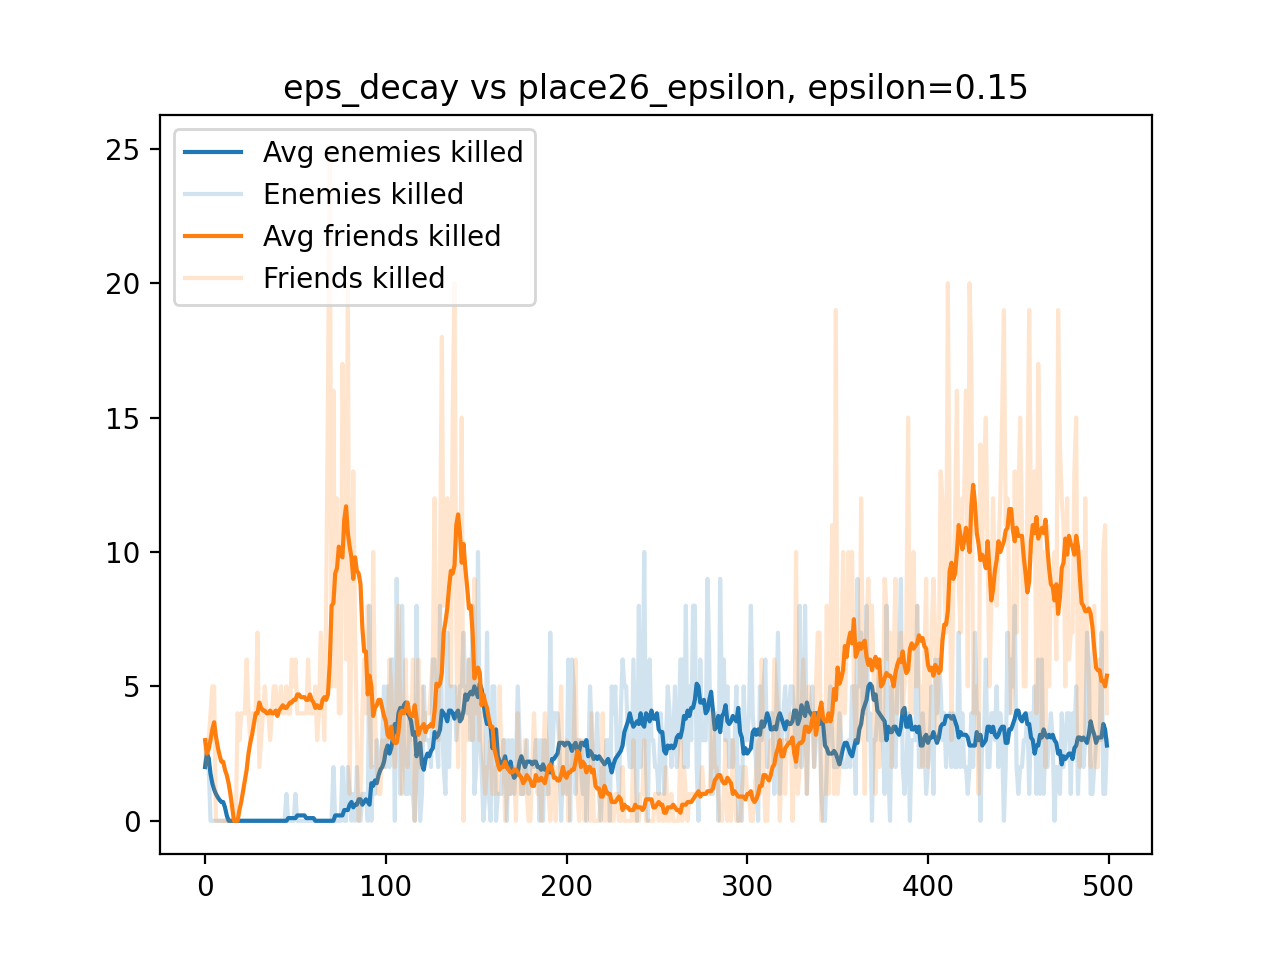 eps_decay vs place26_epsilon, epsilon=0.15
Avg enemies killed
Enemies killed
Avg friends killed
Friends killed
25
20
15
10
5
0
0 100 200 300 400 500